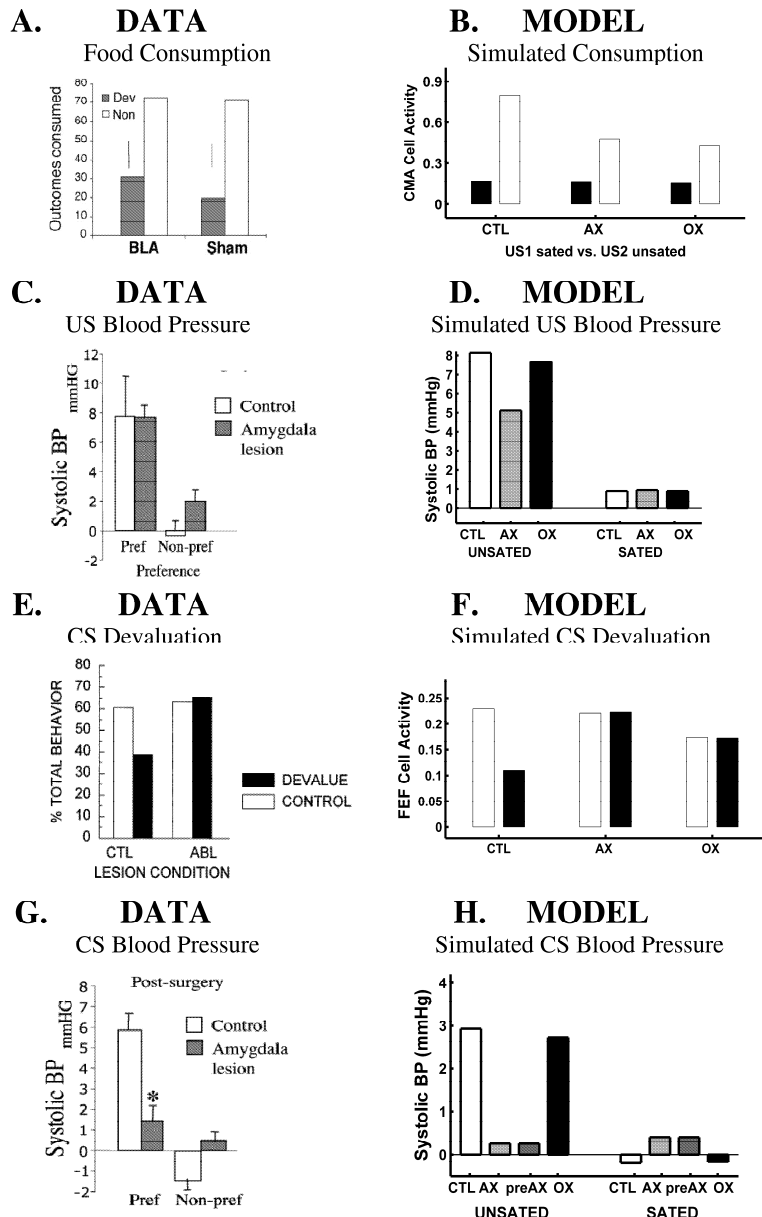 A. DATA
Food Consumption
80
70
60
50
40
30
20
10
0
Outcomes consumed
Dev
Non
BLA Sham
B. MODEL
Simulated Consumption
0.9
0.6
0.3
0
CMA Cell Activity
CTL AX OX
US1 sated vs. US2 unsated
C. DATA
US Blood Pressure
12
10
8
6
4
2
0
-2
Systolic BP mmHG
Control
Amygdala
lesion
Pref Non-pref
Preference
D. MODEL
Simulated US Blood Pressure
8
7
6
5
4
3
2
1
0
Systolic BP (mmHg)
CTL AX OX CTL AX OX
UNSATED SATED
E. DATA
CS Devaluation
80
70
60
50
40
30
20
10
0
% TOTAL BEHAVIOR
DEVALUE
CONTROL
CTL ABL
LESION CONDITION
F. MODEL
Simulated CS Devaluation
0.25
0.2
0.15
0.1
0.05
0
FEF Cell Activity
CTL AX OX
G. DATA
CS Blood Pressure
Post-surgery
8
7
6
5
4
3
2
1
0
-1
-2
Systolic BP mmHG
Control
Amygdala
lesion
*
Pref Non-pref
H. MODEL
Simulated CS Blood Pressure
4
3
2
1
0
Systolic BP (mmHg)
CTL AX preAX OX CTL AX preAX OX
UNSATED SATED